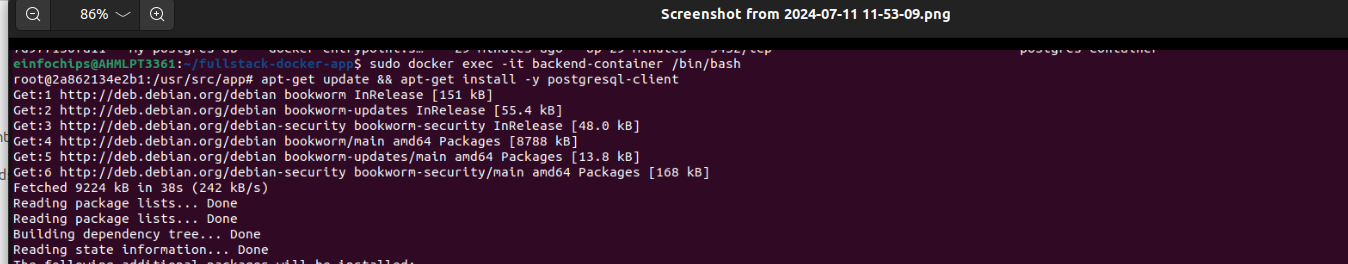 86%
Screenshot from 2024-07-11 11-53-09.png
einfochips@AHMLPT3361:~/fullstack-docker-app$ sudo docker exec -it backend-container /bin/bash
root@2a862134e2b1:/usr/src/app# apt-get update && apt-get install -y postgresql-client
Get:1 http://deb.debian.org/debian bookworm InRelease [151 kB]
Get:2 http://deb.debian.org/debian bookworm-updates InRelease [55.4 kB]
Get:3 http://deb.debian.org/debian-security bookworm-security InRelease [48.0 kB]
Get:4 http://deb.debian.org/debian bookworm/main amd64 Packages [8788 kB]
Get:5 http://deb.debian.org/debian bookworm-updates/main amd64 Packages [13.8 kB]
Get:6 http://deb.debian.org/debian-security bookworm-security/main amd64 Packages [168 kB]
Fetched 9224 kB in 38s (242 kB/s)
Reading package lists... Done
Reading package lists... Done
Building dependency tree... Done
Reading state information... Done
The following additional packages will be installed: